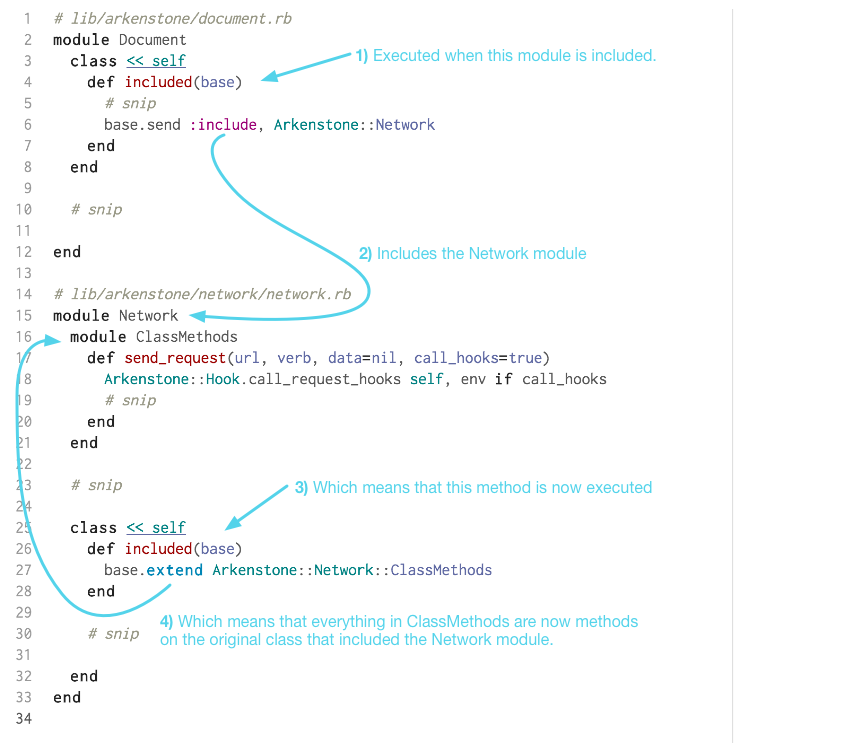 1 # lib/arkenstone/document.rb
2 module Document
3 class << self
1) Executed when this module is included.
4 def included(base)
5 # snip
6 base.send :include, Arkenstone::Network
7 end
8 end
9
10 # snip
11
12 end
2) Includes the Network module
13
14 # lib/arkenstone/network/network.rb
15 module Network
16 module ClassMethods
17 def send_request(url, verb, data=nil, call_hooks=true)
18 Arkenstone::Hook.call_request_hooks self, env if call_hooks
19 # snip
20 end
21 end
22
23 # snip
3) Which means that this method is now executed
24
25 class << self
26 def included(base)
27 base.extend Arkenstone::Network::ClassMethods
28 end
29
4) Which means that everything in ClassMethods are now methods
on the original class that included the Network module.
30 # snip
31
32 end
33 end
34